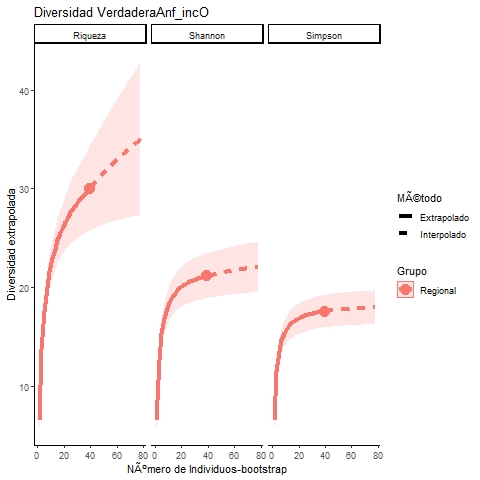 Diversidad VerdaderaAnf_incO
Riqueza
Shannon
Simpson
40
30
20
10
Diversidad extrapolada
0 20 40 60 80
0 20 40 60 80
0 20 40 60 80
NÃºmero de Individuos-bootstrap
MÃ©todo
Extrapolado
Interpolado
Grupo
Regional